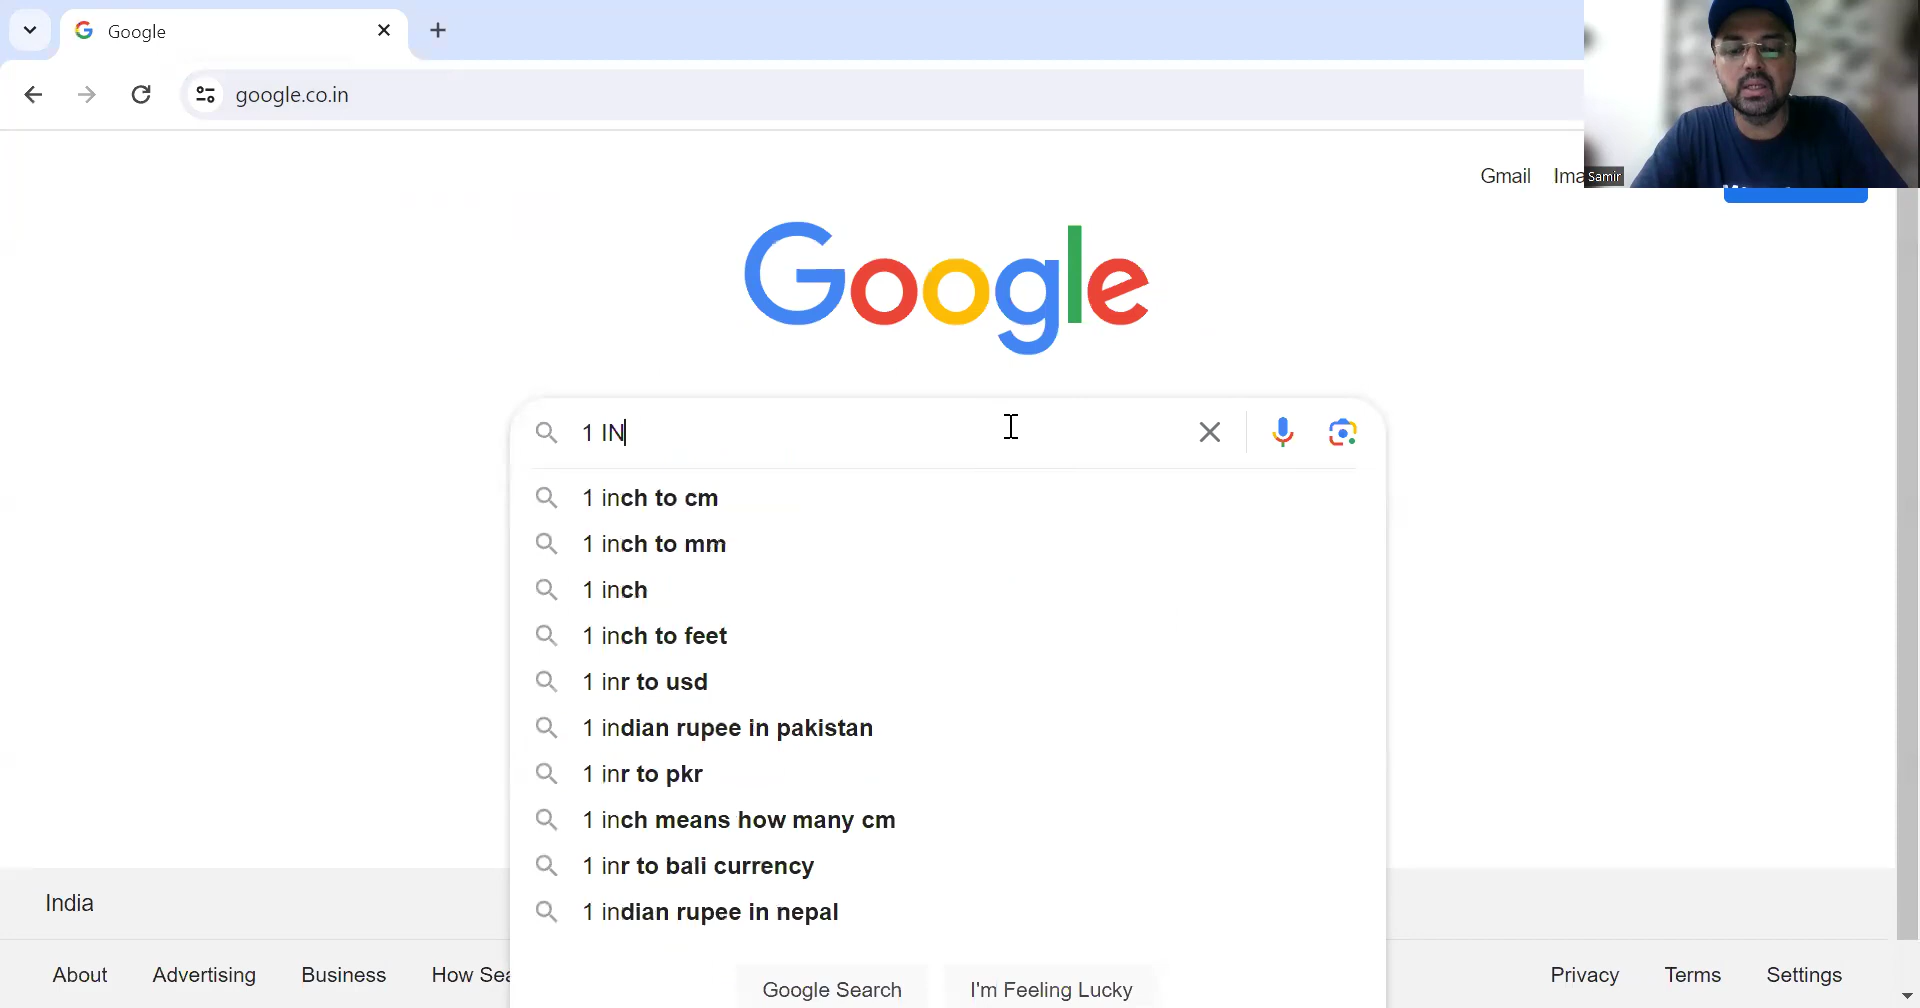 Google
google.co.in
Gmail
Samir
Google
1 IN
1 inch to cm
1 inch to mm
1 inch
1 inch to feet
1 inr to usd
1 indian rupee in pakistan
1 inr to pkr
1 inch means how many cm
1 inr to bali currency
1 indian rupee in nepal
India
About Advertising Business How Privacy Terms Settings
Google Search I'm Feeling Lucky